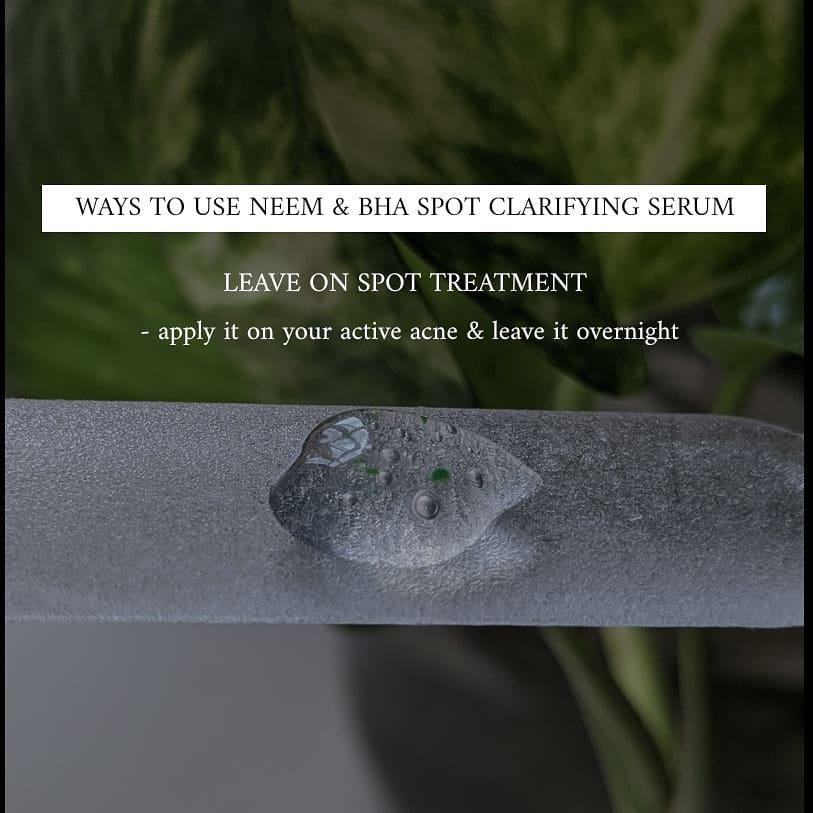 WAYS TO USE NEEM & BHA SPOT CLARIFYING SERUM
LEAVE ON SPOT TREATMENT
- apply it on your active acne & leave it overnight